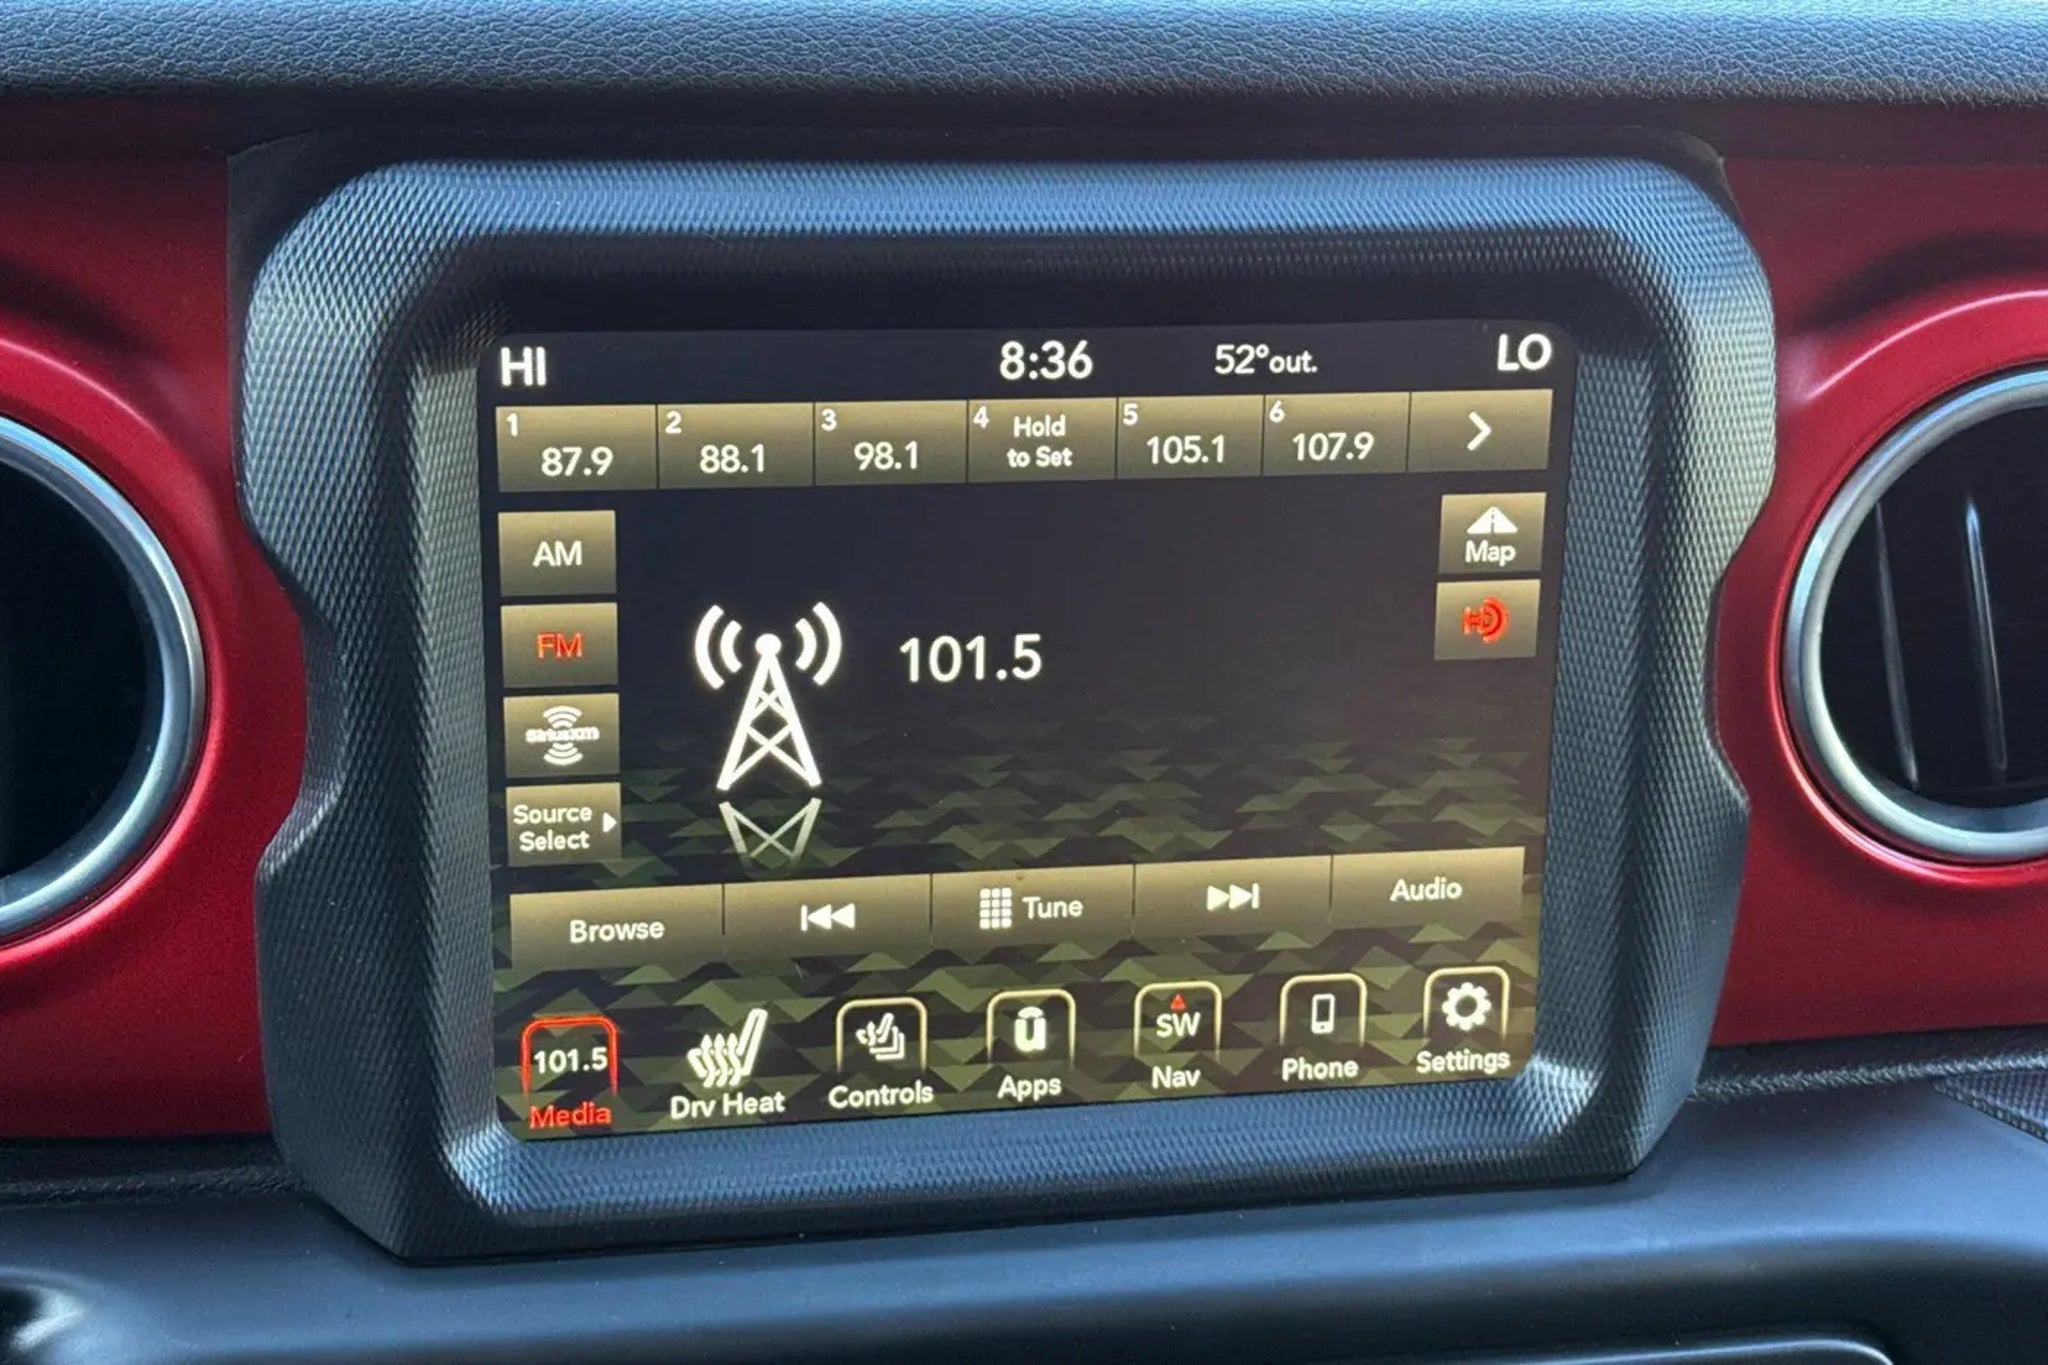 HI 8:36 52°out. LO
1 87.9
2 88.1
3 98.1
4 Hold
to Set
5 105.1
6 107.9
AM
Map
FM
HD
101.5
SiriusXM
Source
Select
Browse
Tune
Audio
101.5
Media
Drv Heat
Controls
u
Apps
SW
Nav
Phone
Settings